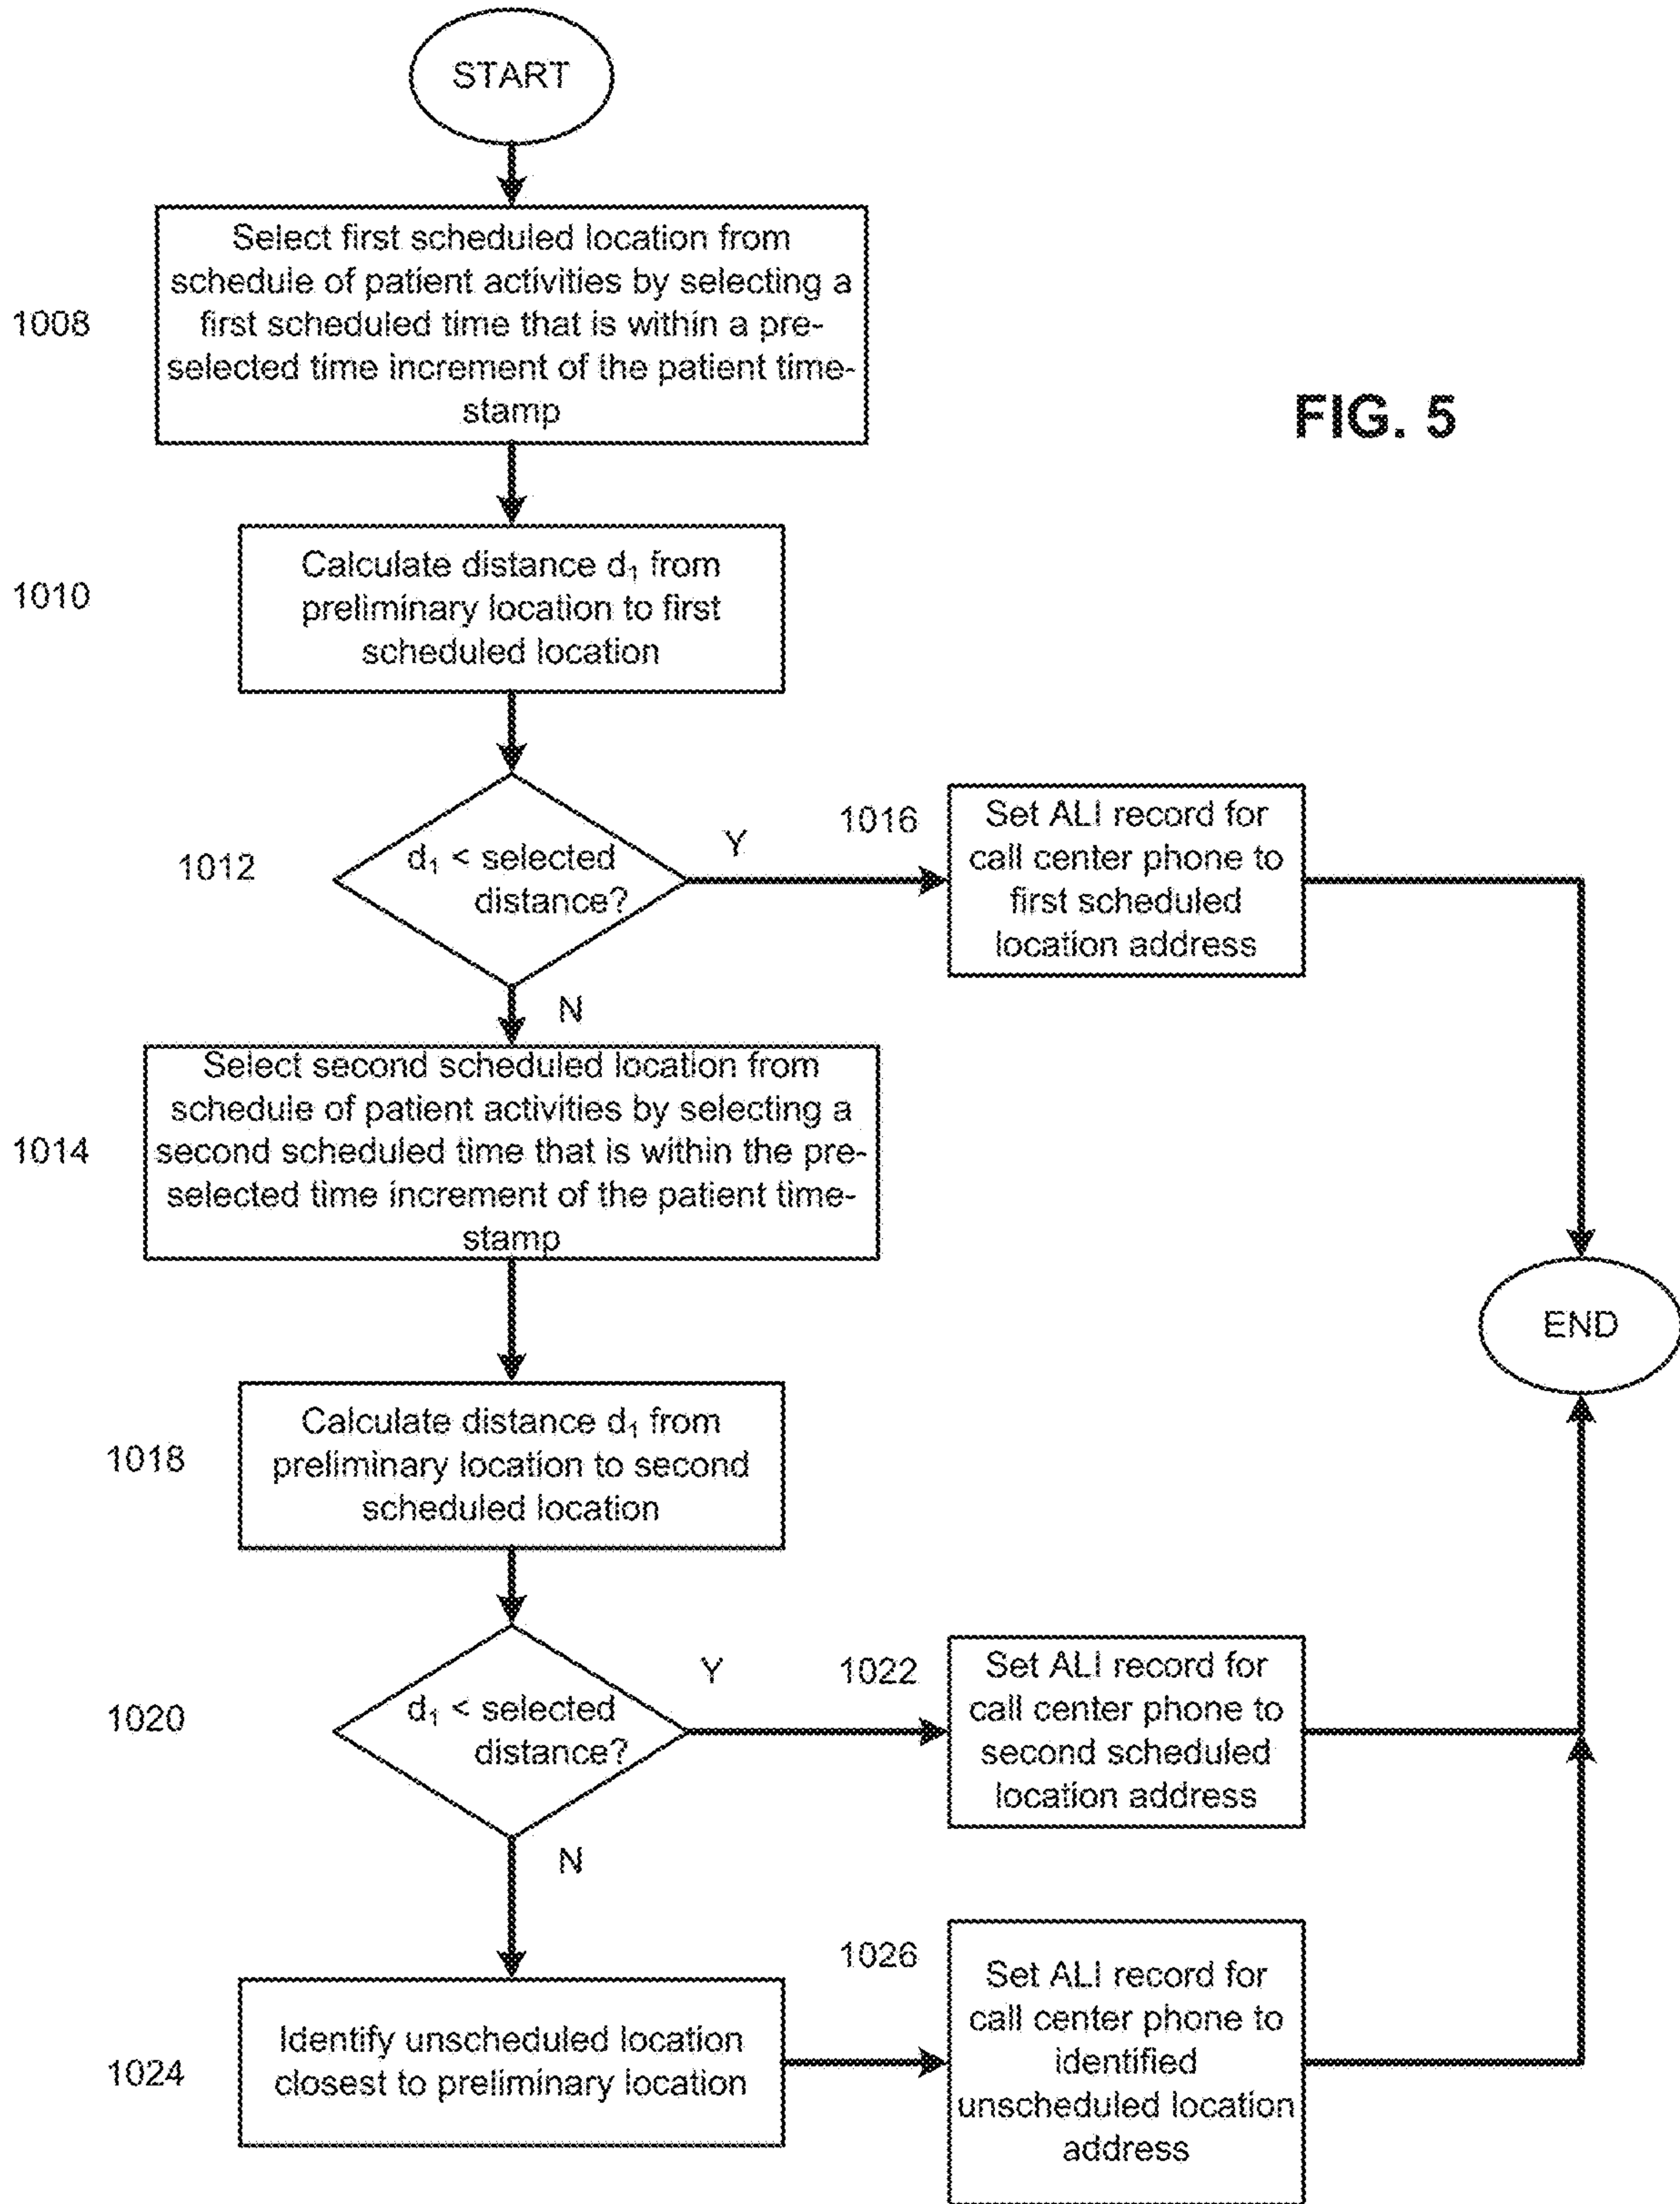 START
1008
Select first scheduled location from
schedule of patient activities by selecting a
first scheduled time that is within a pre-
selected time increment of the patient time-
stamp
FIG. 5
1010
Calculate distance d₁ from
preliminary location to first
scheduled location
1012
d₁ < selected
distance?
Y
1016
Set ALI record for
call center phone to
first scheduled
location address
N
1014
Select second scheduled location from
schedule of patient activities by selecting a
second scheduled time that is within the pre-
selected time increment of the patient time-
stamp
END
1018
Calculate distance d₁ from
preliminary location to second
scheduled location
1020
d₁ < selected
distance?
Y
1022
Set ALI record for
call center phone to
second scheduled
location address
N
1024
Identify unscheduled location
closest to preliminary location
1026
Set ALI record for
call center phone to
identified
unscheduled location
address